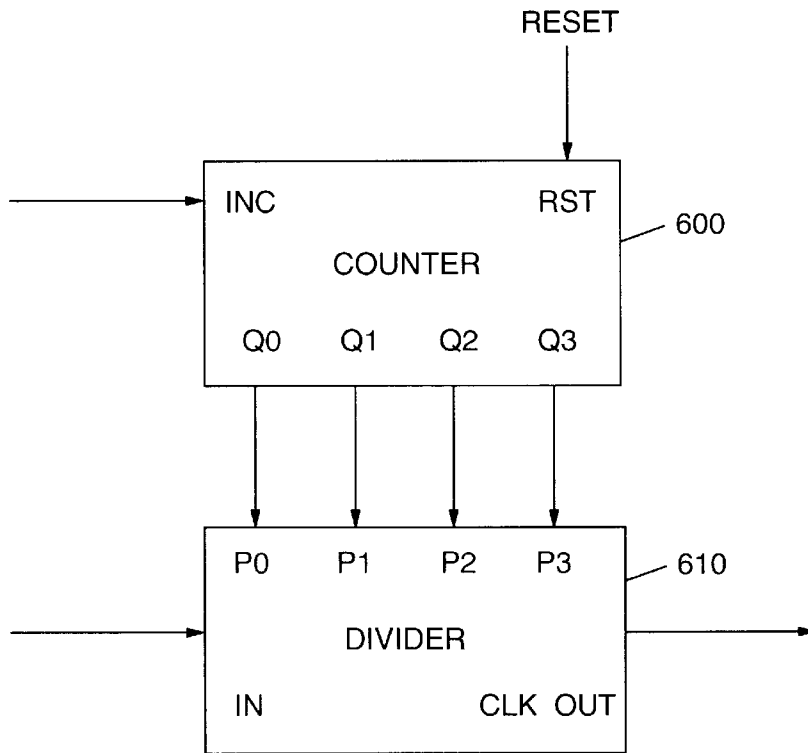 RESET
INC RST
600
COUNTER
Q0 Q1 Q2 Q3
P0 P1 P2 P3
610
DIVIDER
IN CLK OUT